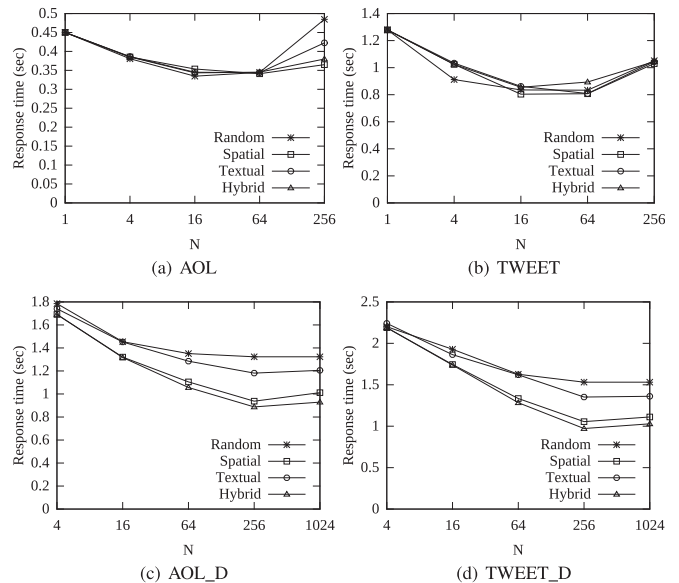 Response time (sec)
0.5
0.45
0.4
0.35
0.3
0.25
0.2
0.15
0.1
0.05
0
Random
Spatial
Textual
Hybrid
1 4 16 64 256
N
(a) AOL
Response time (sec)
1.4
1.2
1
0.8
0.6
0.4
0.2
0
Random
Spatial
Textual
Hybrid
1 4 16 64 256
N
(b) TWEET
Response time (sec)
1.8
1.6
1.4
1.2
1
0.8
0.6
0.4
0.2
0
Random
Spatial
Textual
Hybrid
4 16 64 256 1024
N
(c) AOL_D
Response time (sec)
2.5
2
1.5
1
0.5
0
Random
Spatial
Textual
Hybrid
4 16 64 256 1024
N
(d) TWEET_D